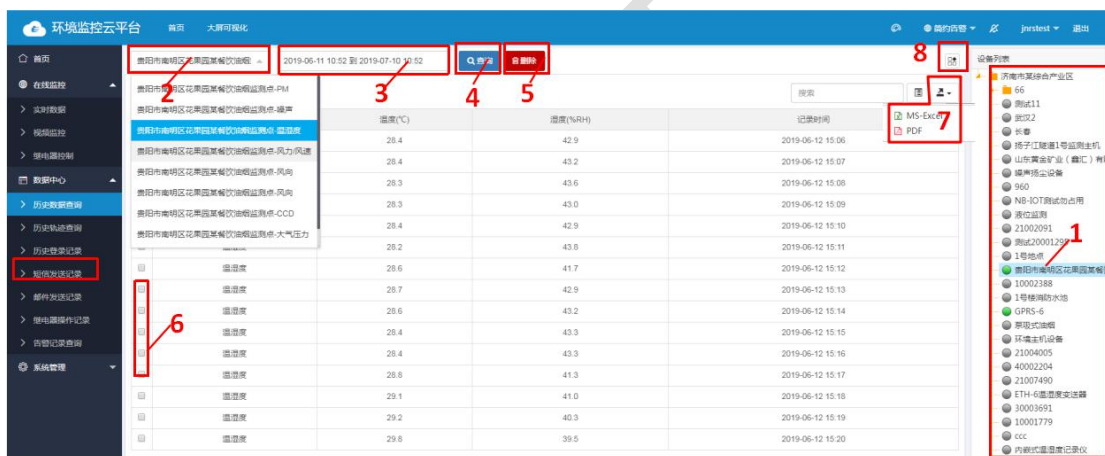 环境监控云平台 首页 大屏可视化 简约告警 jnrstest 退出
首页
在线监控
实时数据
视频监控
继电器控制
数据中心
历史数据查询
历史轨迹查询
历史登录记录
短信发送记录
邮件发送记录
继电器操作记录
告警记录查询
系统管理
贵阳市南明区花果园某餐饮油烟 2019-06-11 10:52 到 2019-07-10 10:52 查询 删除
2 3 4 5 8
贵阳市南明区花果园某餐饮油烟监测点-PM
贵阳市南明区花果园某餐饮油烟监测点-噪声
贵阳市南明区花果园某餐饮油烟监测点-温湿度
贵阳市南明区花果园某餐饮油烟监测点-风力/风速
贵阳市南明区花果园某餐饮油烟监测点-风向
贵阳市南明区花果园某餐饮油烟监测点-风向
贵阳市南明区花果园某餐饮油烟监测点-CCD
贵阳市南明区花果园某餐饮油烟监测点-大气压力
搜索
MS-Excel
PDF
7
温度(℃) 湿度(%RH) 记录时间
28.4 42.9 2019-06-12 15:06
28.4 43.2 2019-06-12 15:07
28.3 43.6 2019-06-12 15:08
28.3 43.0 2019-06-12 15:09
28.4 42.9 2019-06-12 15:10
28.2 43.8 2019-06-12 15:11
温湿度 28.6 41.7 2019-06-12 15:12
温湿度 28.7 42.9 2019-06-12 15:13
温湿度 28.6 43.2 2019-06-12 15:14
温湿度 28.4 43.3 2019-06-12 15:15
温湿度 28.4 43.3 2019-06-12 15:16
温湿度 28.8 41.3 2019-06-12 15:17
温湿度 29.1 41.0 2019-06-12 15:18
温湿度 29.2 40.3 2019-06-12 15:19
温湿度 29.8 39.5 2019-06-12 15:20
6
设备列表
济南市某综合产业区
66
测试11
武汉2
长春
扬子江隧道1号监测主机
山东黄金矿业（鑫汇）有
噪声扬尘设备
960
NB-IOT测试勿占用
液位监测
21002091
测试20001295
1号地点
贵阳市南明区花果园某餐
10002388
1号楼消防水池
GPRS-6
泵吸式油烟
环境主机设备
21004005
40002204
21007490
ETH-6温湿度变送器
30003691
10001779
ccc
内嵌式温湿度记录仪
1